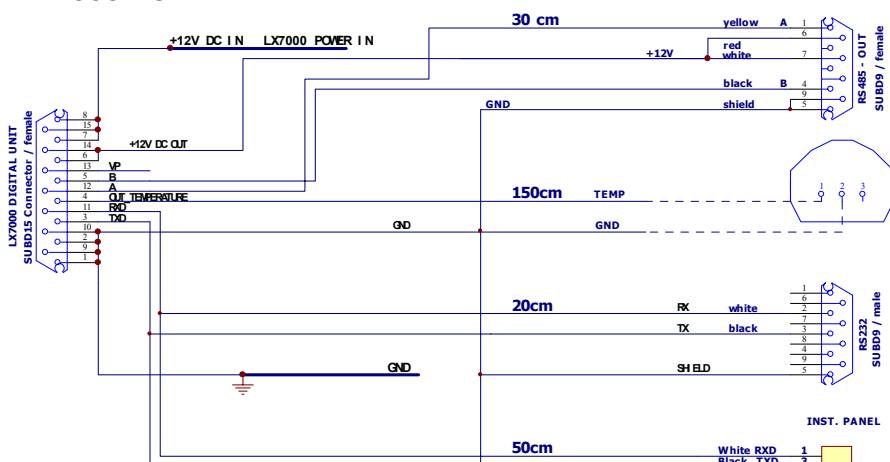 30 cm
yellow A 1
6
+12V DC IN LX7000 POWER IN
red
+12V white 7
black B 4
9
GND shield 5
RS485 - OUT
SUBD9 / female
LX7000 DIGITAL UNIT
SUBD15 Connector / female
8
15
7
14 +12V DC OUT
6
13 VP
5 B
12 A
4 OUT_TEMPERATURE
11 RXD
3 TXD
10
2
9
1
150cm TEMP
1 2 3
GND GND
20cm
1
6
RX white 2
7
TX black 3
8
4
9
SHIELD 5
RS232
SUBD9 / male
GND
INST. PANEL
50cm
White RXD 1
Black TXD 3